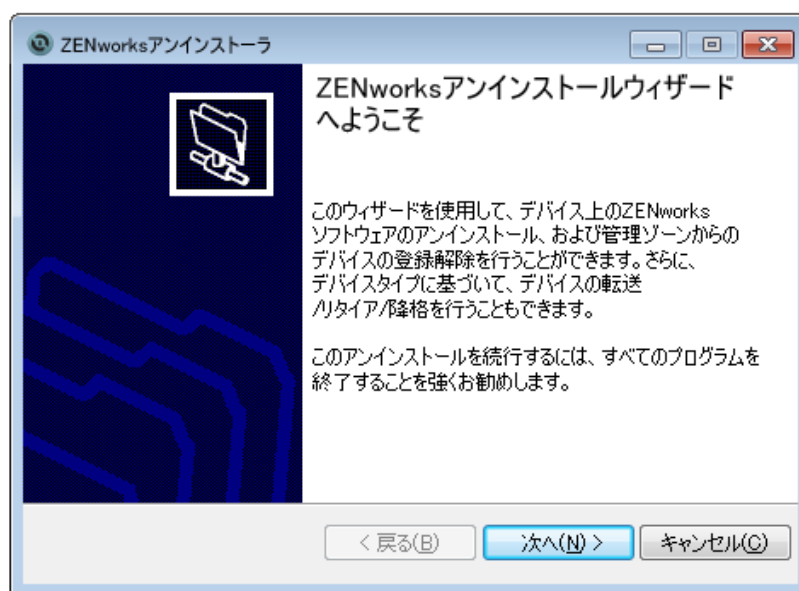 ZENworksアンインストーラ
ZENworksアンインストールウィザード
へようこそ
このウィザードを使用して、デバイス上のZENworks
ソフトウェアのアンインストール、および管理ゾーンからの
デバイスの登録解除を行うことができます。さらに、
デバイスタイプに基づいて、デバイスの転送
/リタイア/降格を行うこともできます。
このアンインストールを続行するには、すべてのプログラムを
終了することを強くお勧めします。
< 戻る(B)
次へ(N) >
キャンセル(C)